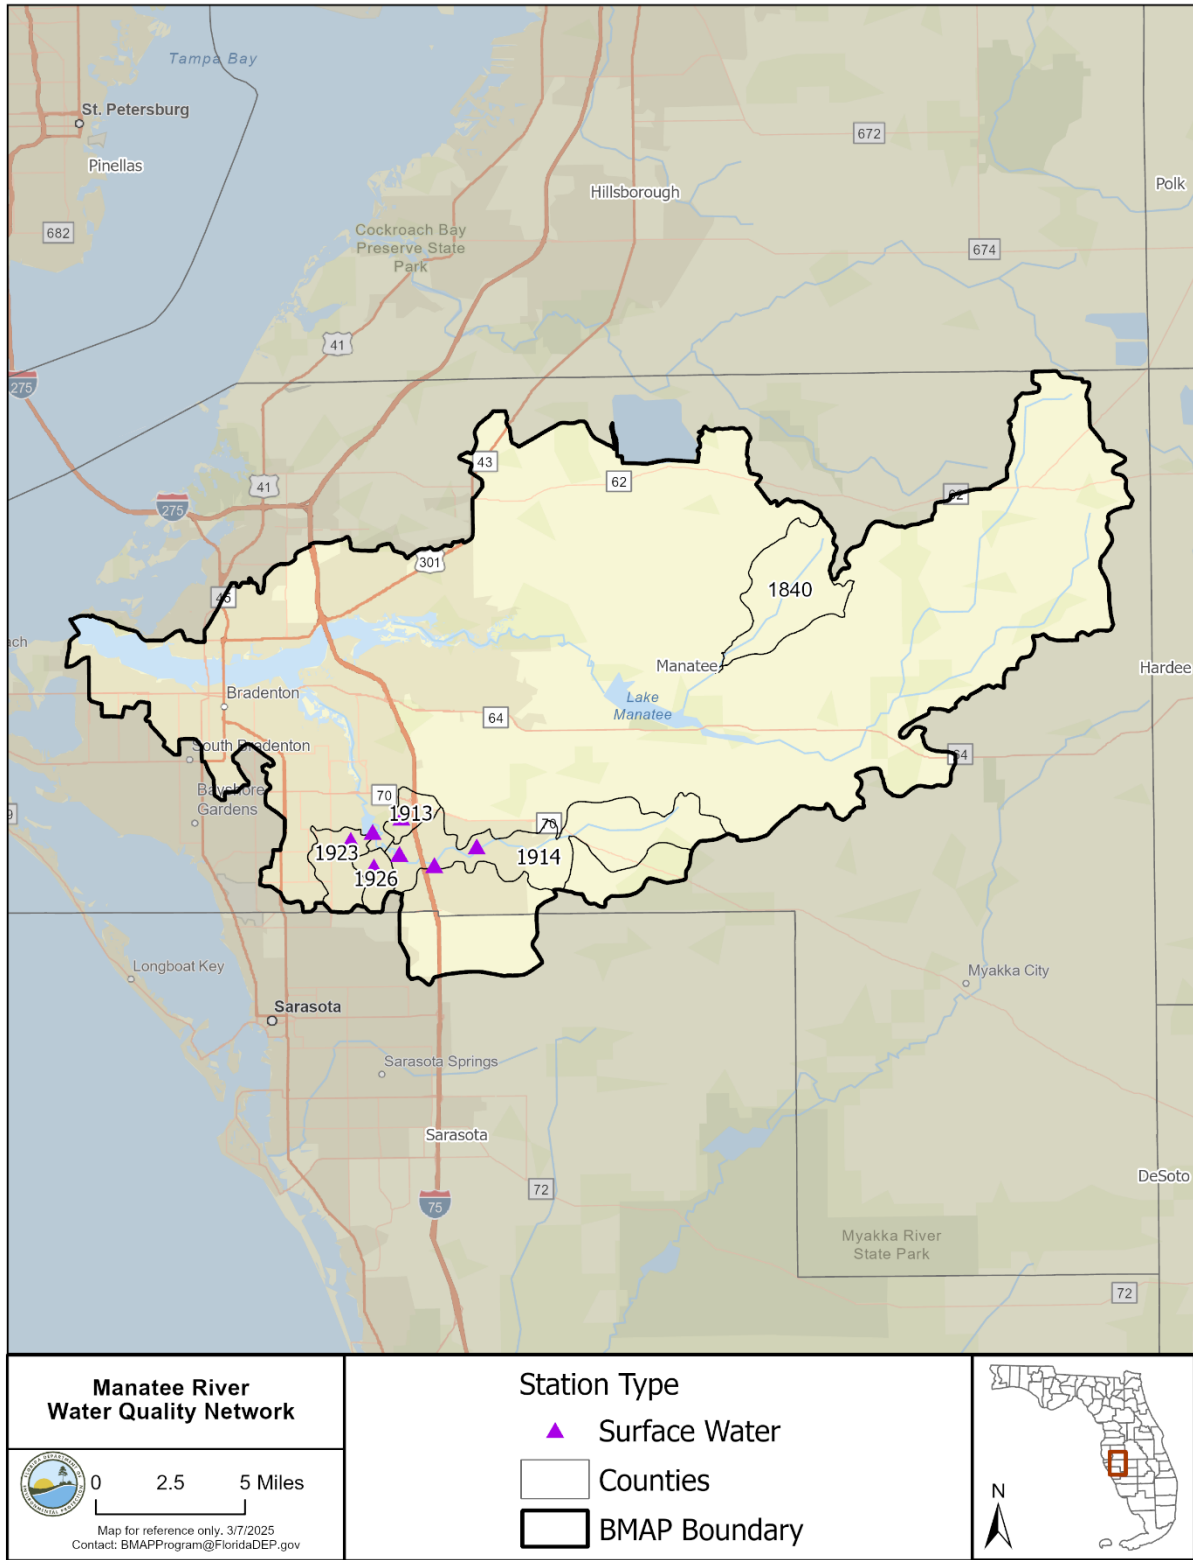 Tampa Bay
St. Petersburg
Pinellas
672
Hillsborough
Polk
682
Cockroach Bay
Preserve State
Park
674
41
275
43
41
62
62
275
301
1840
45
ach
Manatee
Hardee
Bradenton
Lake
Manatee
64
South Bradenton
64
Bayshore
Gardens
70
1913
70
9
1923
1914
1926
Longboat Key
Myakka City
Sarasota
Sarasota Springs
Sarasota
DeSoto
72
75
Myakka River
State Park
72
Manatee River
Water Quality Network
0 2.5 5 Miles
Map for reference only. 3/7/2025
Contact: BMAPProgram@FloridaDEP.gov
Station Type
Surface Water
Counties
BMAP Boundary
N